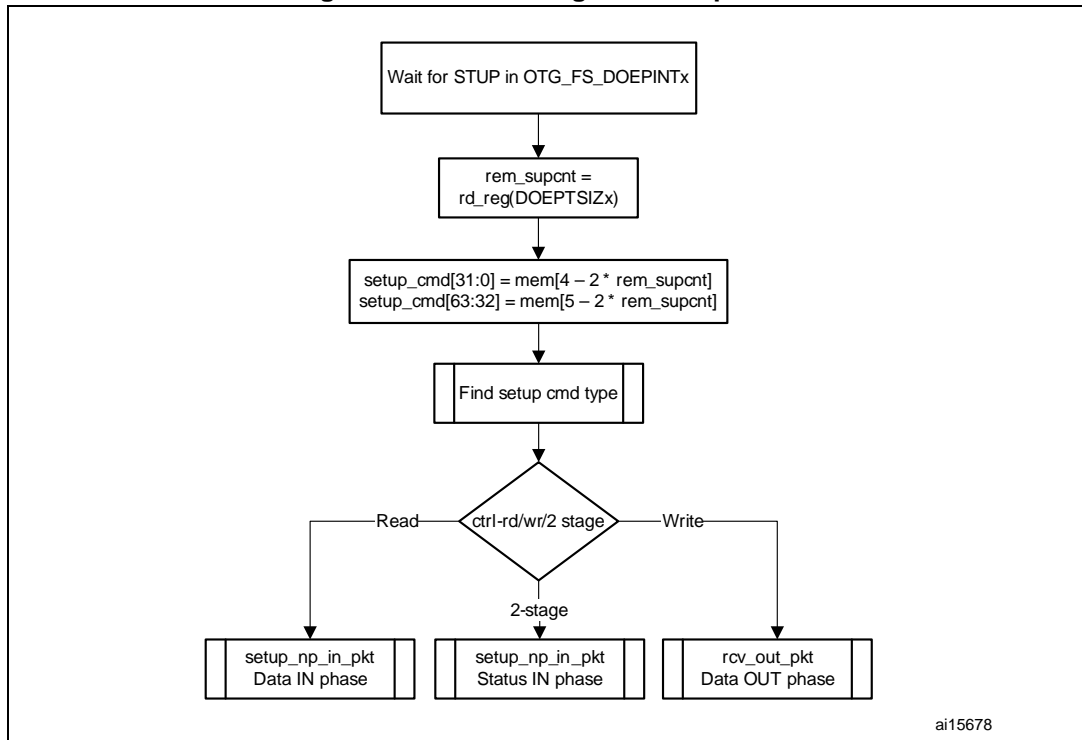 Wait for STUP in OTG_FS_DOEPINTx
rem_supcnt =
rd_reg(DOEPTSIZx)
setup_cmd[31:0] = mem[4 – 2 * rem_supcnt]
setup_cmd[63:32] = mem[5 – 2 * rem_supcnt]
Find setup cmd type
Read
ctrl-rd/wr/2 stage
Write
2-stage
setup_np_in_pkt
Data IN phase
setup_np_in_pkt
Status IN phase
rcv_out_pkt
Data OUT phase
ai15678